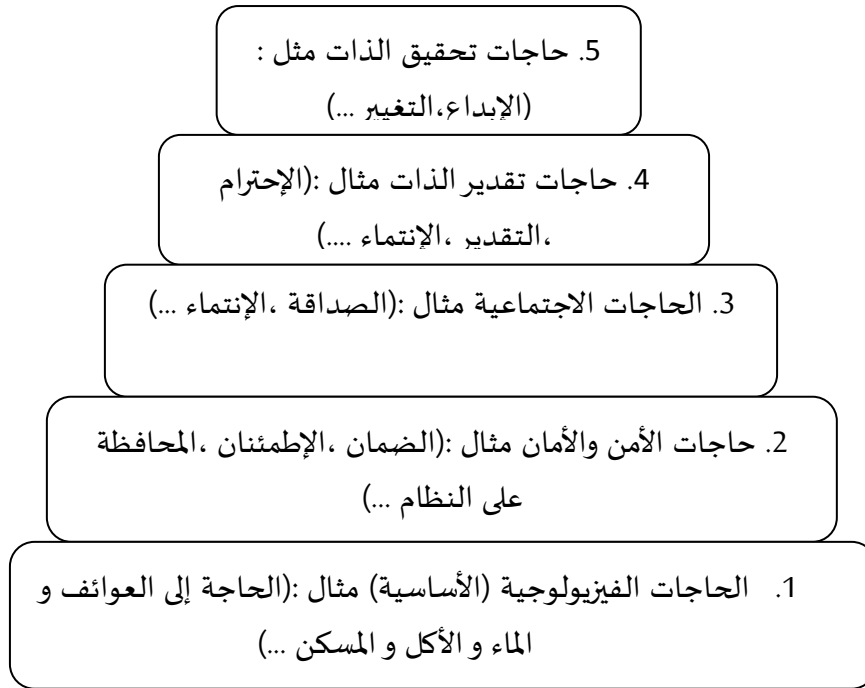 5. حاجات تحقيق الذات مثل :
(الإبداع،التغيير ...)
4. حاجات تقدير الذات مثال :(الإحترام
،التقدير ،الإنتماء ....)
3. الحاجات الاجتماعية مثال :(الصداقة ،الإنتماء ...)
2. حاجات الأمن والأمان مثال :(الضمان ،الإطمئنان ،المحافظة
على النظام ...)
1. الحاجات الفيزيولوجية (الأساسية) مثال :(الحاجة إلى العوائف و
الماء و الأكل و المسكن ...)